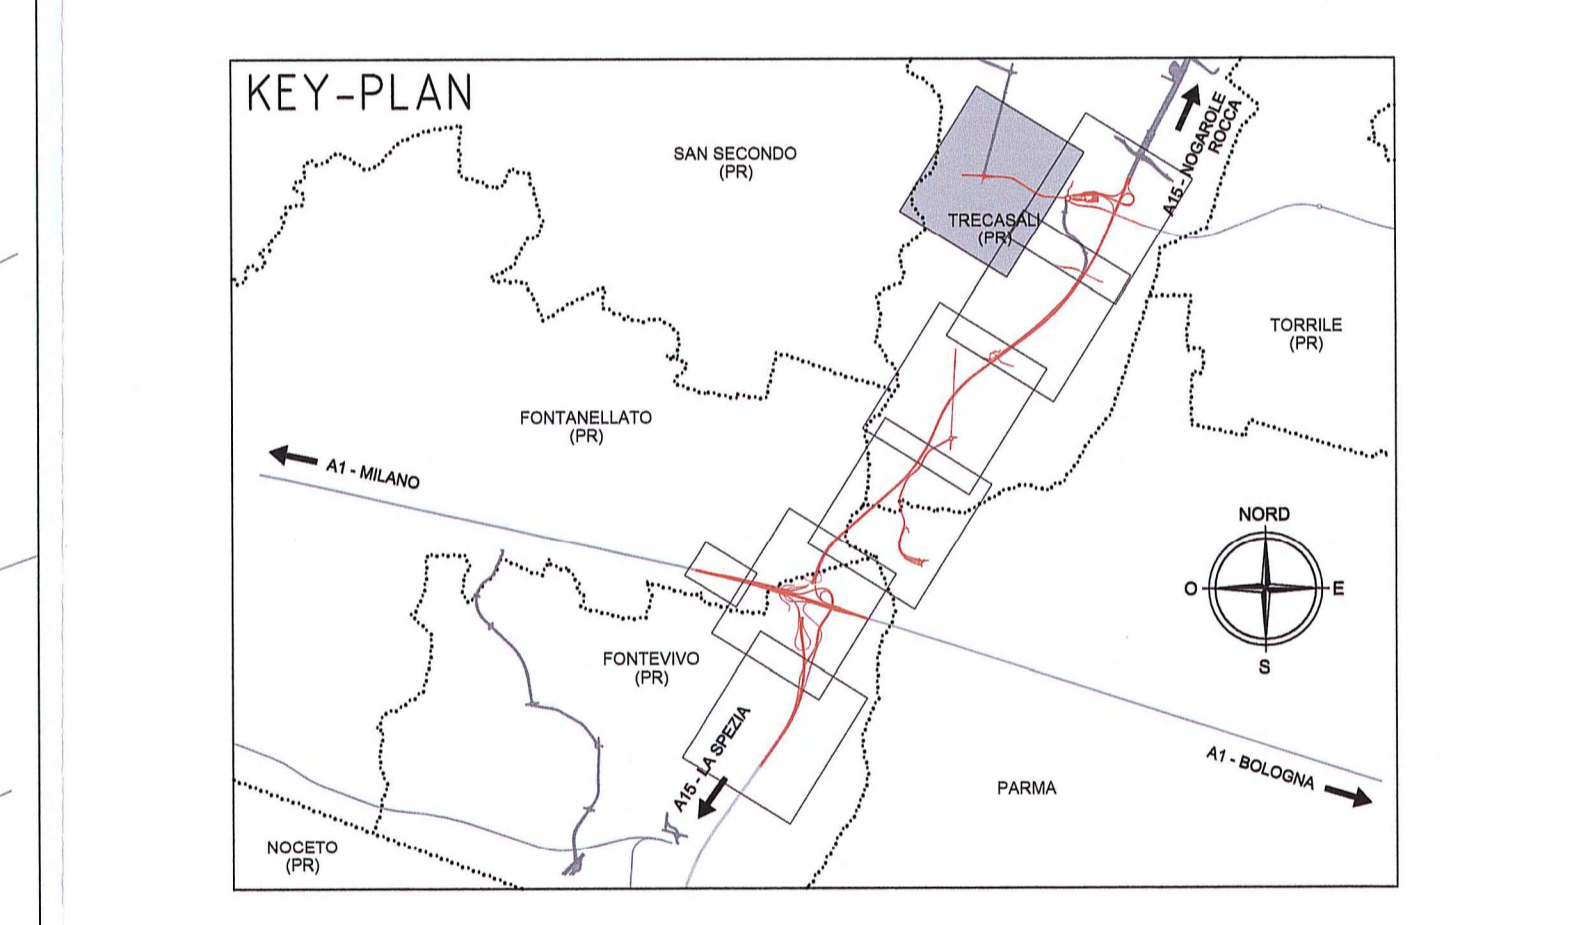 KEY-PLAN
SAN SECONDO
(PR)
A15 - NOGAROLE
ROCCA
TRECASALI
(PR)
TORRILE
(PR)
FONTANELLATO
(PR)
A1 - MILANO
NORD
O
E
S
FONTEVIVO
(PR)
A15 - LA SPEZIA
A1 - BOLOGNA
PARMA
NOCETO
(PR)